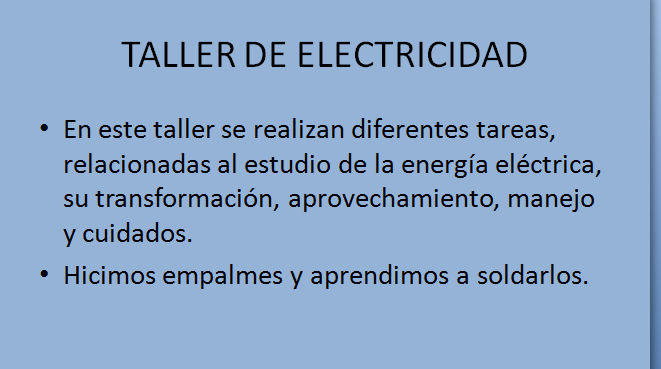 TALLER DE ELECTRICIDAD
• En este taller se realizan diferentes tareas,
relacionadas al estudio de la energía eléctrica,
su transformación, aprovechamiento, manejo
y cuidados.
• Hicimos empalmes y aprendimos a soldarlos.